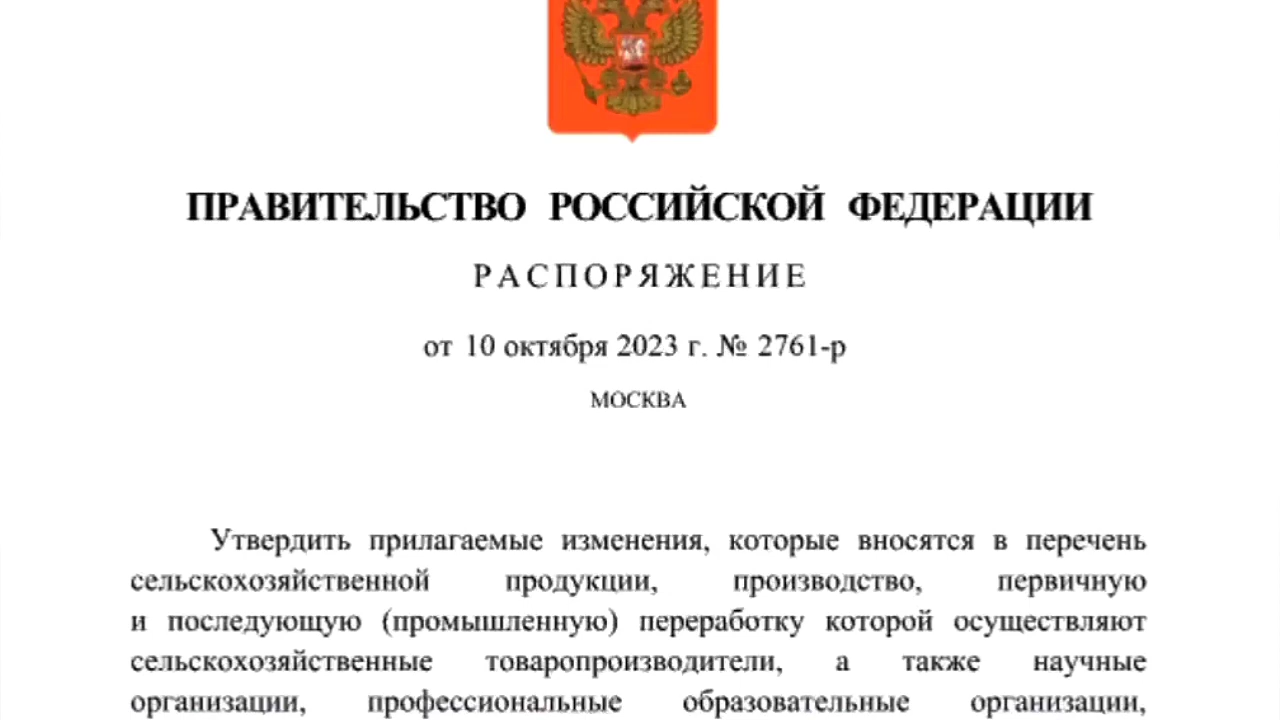 ПРАВИТЕЛЬСТВО РОССИЙСКОЙ ФЕДЕРАЦИИ
РАСПОРЯЖЕНИЕ
от 10 октября 2023 г. № 2761-р
МОСКВА
Утвердить прилагаемые изменения, которые вносятся в перечень
сельскохозяйственной продукции, производство, первичную
и последующую (промышленную) переработку которой осуществляют
сельскохозяйственные товаропроизводители, а также научные
организации, профессиональные образовательные организации,